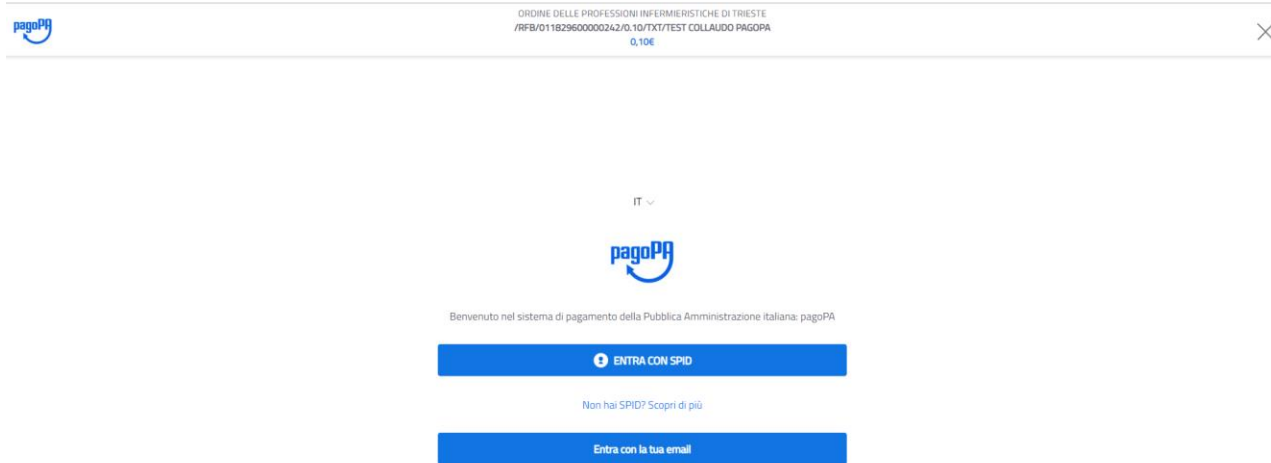 pagoPA
ORDINE DELLE PROFESSIONI INFERMIERISTICHE DI TRIESTE
/RFB/011829600000242/0.10/TXT/TEST COLLAUDO PAGOPA
0,10€
IT
pagoPA
Benvenuto nel sistema di pagamento della Pubblica Amministrazione italiana: pagoPA
ENTRA CON SPID
Non hai SPID? Scopri di più
Entra con la tua email